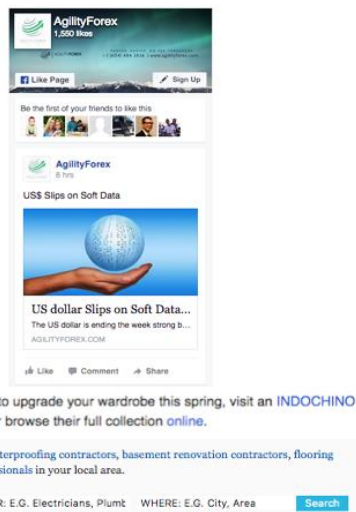 AgilityForex
1,550 likes
Like Page
Sign Up
Be the first of your friends to like this
AgilityForex
8 hrs
US$ Slips on Soft Data
US dollar Slips on Soft Data...
The US dollar is ending the week strong b...
AGILITYFOREX.COM
Like Comment Share
to upgrade your wardrobe this spring, visit an INDOCHINO
browse their full collection online.
terproofing contractors, basement renovation contractors, flooring
sionals in your local area.
R: E.G. Electricians, Plumb WHERE: E.G. City, Area Search